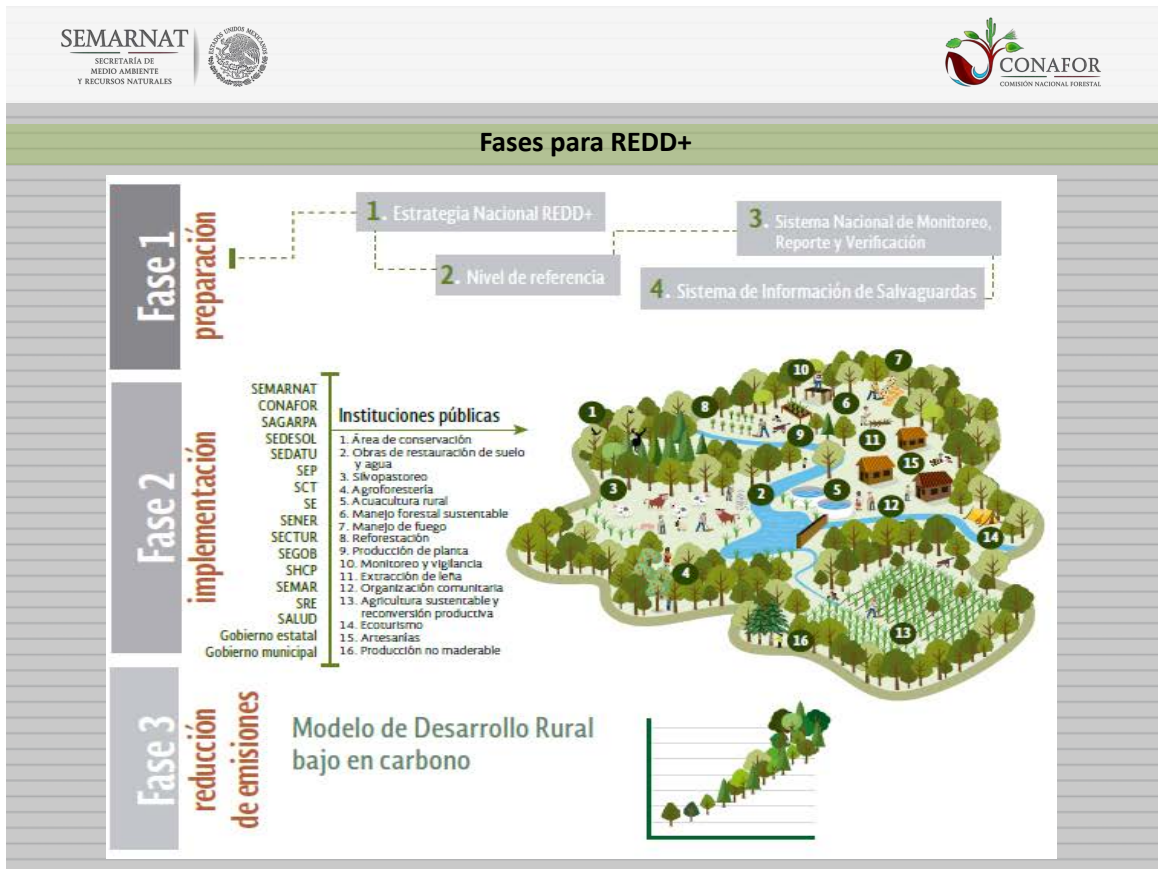 SEMARNAT
SECRETARÍA DE
MEDIO AMBIENTE
Y RECURSOS NATURALES
ESTADOS UNIDOS MEXICANOS
CONAFOR
COMISIÓN NACIONAL FORESTAL
Fases para REDD+
Fase 1
preparación
1. Estrategia Nacional REDD+
2. Nivel de referencia
3. Sistema Nacional de Monitoreo,
Reporte y Verificación
4. Sistema de Información de Salvaguardas
Fase 2
implementación
SEMARNAT
CONAFOR
SAGARPA
SEDESOL
SEDATU
SEP
SCT
SE
SENER
SECTUR
SEGOB
SHCP
SEMAR
SRE
SALUD
Gobierno estatal
Gobierno municipal
Instituciones públicas
1. Área de conservación
2. Obras de restauración de suelo
y agua
3. Silvopastoreo
4. Agroforestería
5. Acuacultura rural
6. Manejo forestal sustentable
7. Manejo de fuego
8. Reforestación
9. Producción de planta
10. Monitoreo y vigilancia
11. Extracción de leña
12. Organización comunitaria
13. Agricultura sustentable y
reconversión productiva
14. Ecoturismo
15. Artesanías
16. Producción no maderable
1
8
10
7
6
9
11
15
3
2
5
12
14
4
16
13
Fase 3
reducción
de emisiones
Modelo de Desarrollo Rural
bajo en carbono